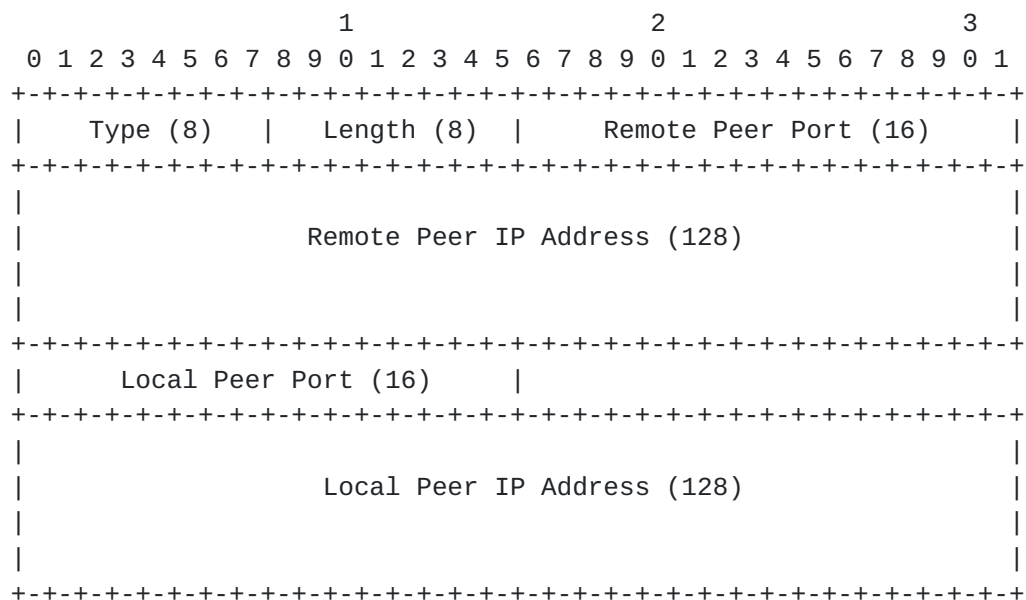 1                   2                   3
 0 1 2 3 4 5 6 7 8 9 0 1 2 3 4 5 6 7 8 9 0 1 2 3 4 5 6 7 8 9 0 1
+-+-+-+-+-+-+-+-+-+-+-+-+-+-+-+-+-+-+-+-+-+-+-+-+-+-+-+-+-+-+-+-+
|    Type (8)   |   Length (8)  |     Remote Peer Port (16)     |
+-+-+-+-+-+-+-+-+-+-+-+-+-+-+-+-+-+-+-+-+-+-+-+-+-+-+-+-+-+-+-+-+
|                                                               |
|                  Remote Peer IP Address (128)                 |
|                                                               |
|                                                               |
+-+-+-+-+-+-+-+-+-+-+-+-+-+-+-+-+-+-+-+-+-+-+-+-+-+-+-+-+-+-+-+-+
|      Local Peer Port (16)     |
+-+-+-+-+-+-+-+-+-+-+-+-+-+-+-+-+-+-+-+-+-+-+-+-+-+-+-+-+-+-+-+-+
|                                                               |
|                   Local Peer IP Address (128)                 |
|                                                               |
|                                                               |
+-+-+-+-+-+-+-+-+-+-+-+-+-+-+-+-+-+-+-+-+-+-+-+-+-+-+-+-+-+-+-+-+